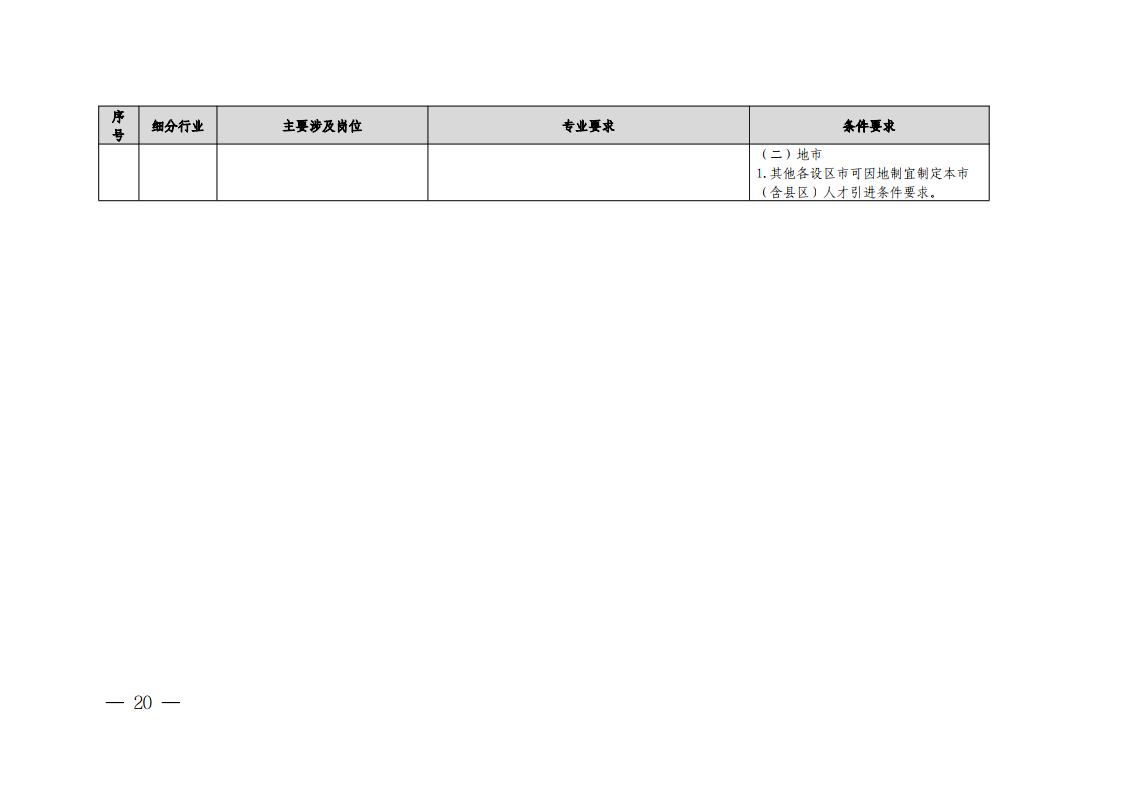 序
号
细分行业
主要涉及岗位
专业要求
条件要求
（二）地市
1.其他各设区市可因地制宜制定本市
（含县区）人才引进条件要求。
— 20 —